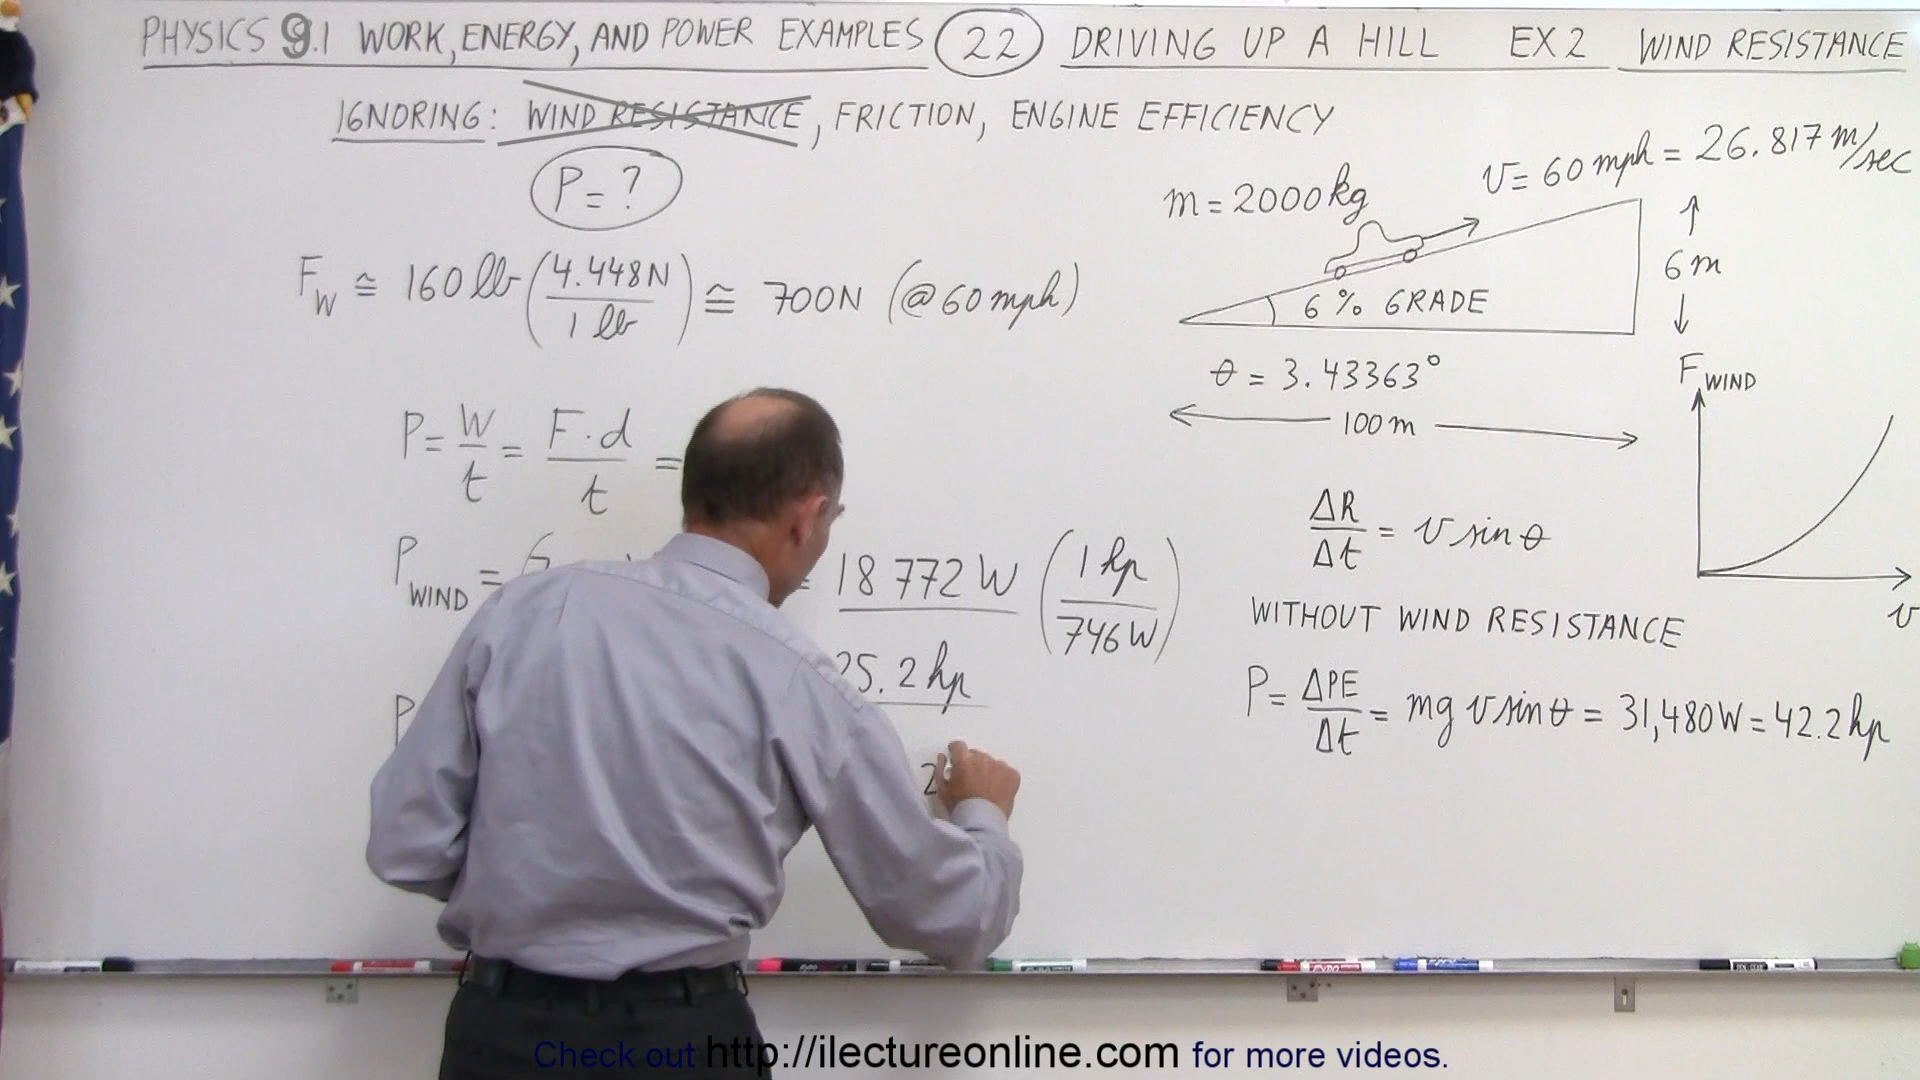 PHYSICS 9.1 WORK, ENERGY, AND POWER EXAMPLES 22 DRIVING UP A HILL EX 2 WIND RESISTANCE
IGNORING: WIND RESISTANCE, FRICTION, ENGINE EFFICIENCY
P = ?
m = 2000 kg
v = 60 mph = 26.817 m/sec
F_W ≅ 160 lb (4.448 N / 1 lb) ≅ 700 N (@ 60 mph)
6 m
6 % GRADE
θ = 3.43363°
100 m
F WIND
v
P = W/t = F · d / t =
ΔR/Δt = v sin θ
P WIND = 18 772 W (1 hp / 746 W)
25.2 hp
WITHOUT WIND RESISTANCE
P = ΔPE/Δt = mg v sin θ = 31,480 W = 42.2 hp
P 2
Check out http://ilectureonline.com for more videos.